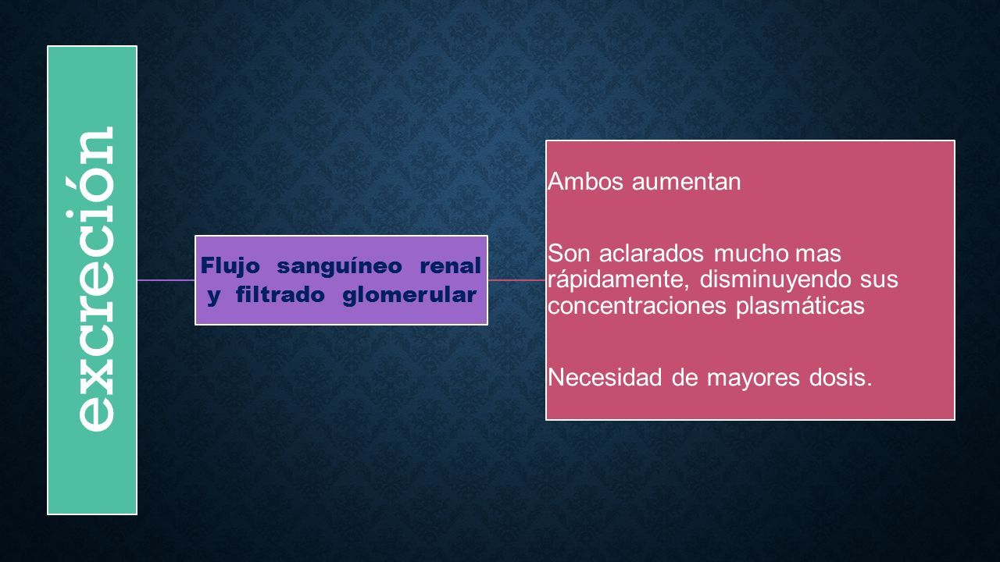 excreción
Flujo sanguíneo renal
y filtrado glomerular
Ambos aumentan
Son aclarados mucho mas
rápidamente, disminuyendo sus
concentraciones plasmáticas
Necesidad de mayores dosis.